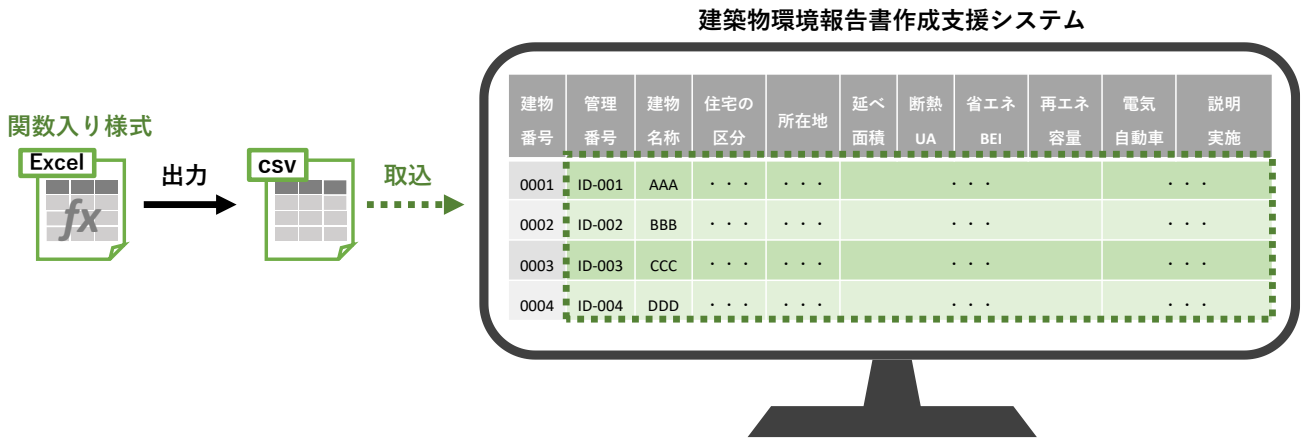 建築物環境報告書作成支援システム
関数入り様式
Excel
fx
出力
csv
取込
建物 管理 建物 住宅の 所在地 延べ 断熱 省エネ 再エネ 電気 説明
番号 番号 名称 区分 面積 UA BEI 容量 自動車 実施
0001 ID-001 AAA ・・・ ・・・ ・・・ ・・・
0002 ID-002 BBB ・・・ ・・・ ・・・ ・・・
0003 ID-003 CCC ・・・ ・・・ ・・・ ・・・
0004 ID-004 DDD ・・・ ・・・ ・・・ ・・・